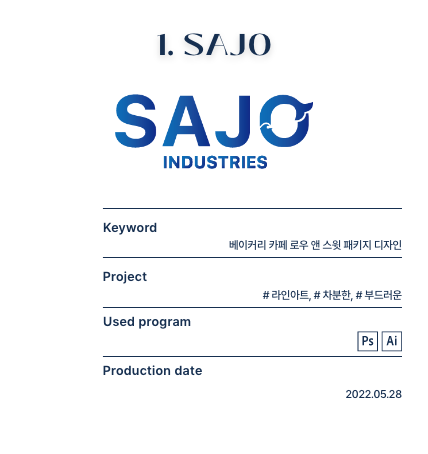 1. SAJO
SAJO
INDUSTRIES
Keyword
베이커리 카페 로우 앤 스윗 패키지 디자인
Project
# 라인아트, # 차분한, # 부드러운
Used program
Ps Ai
Production date
2022.05.28